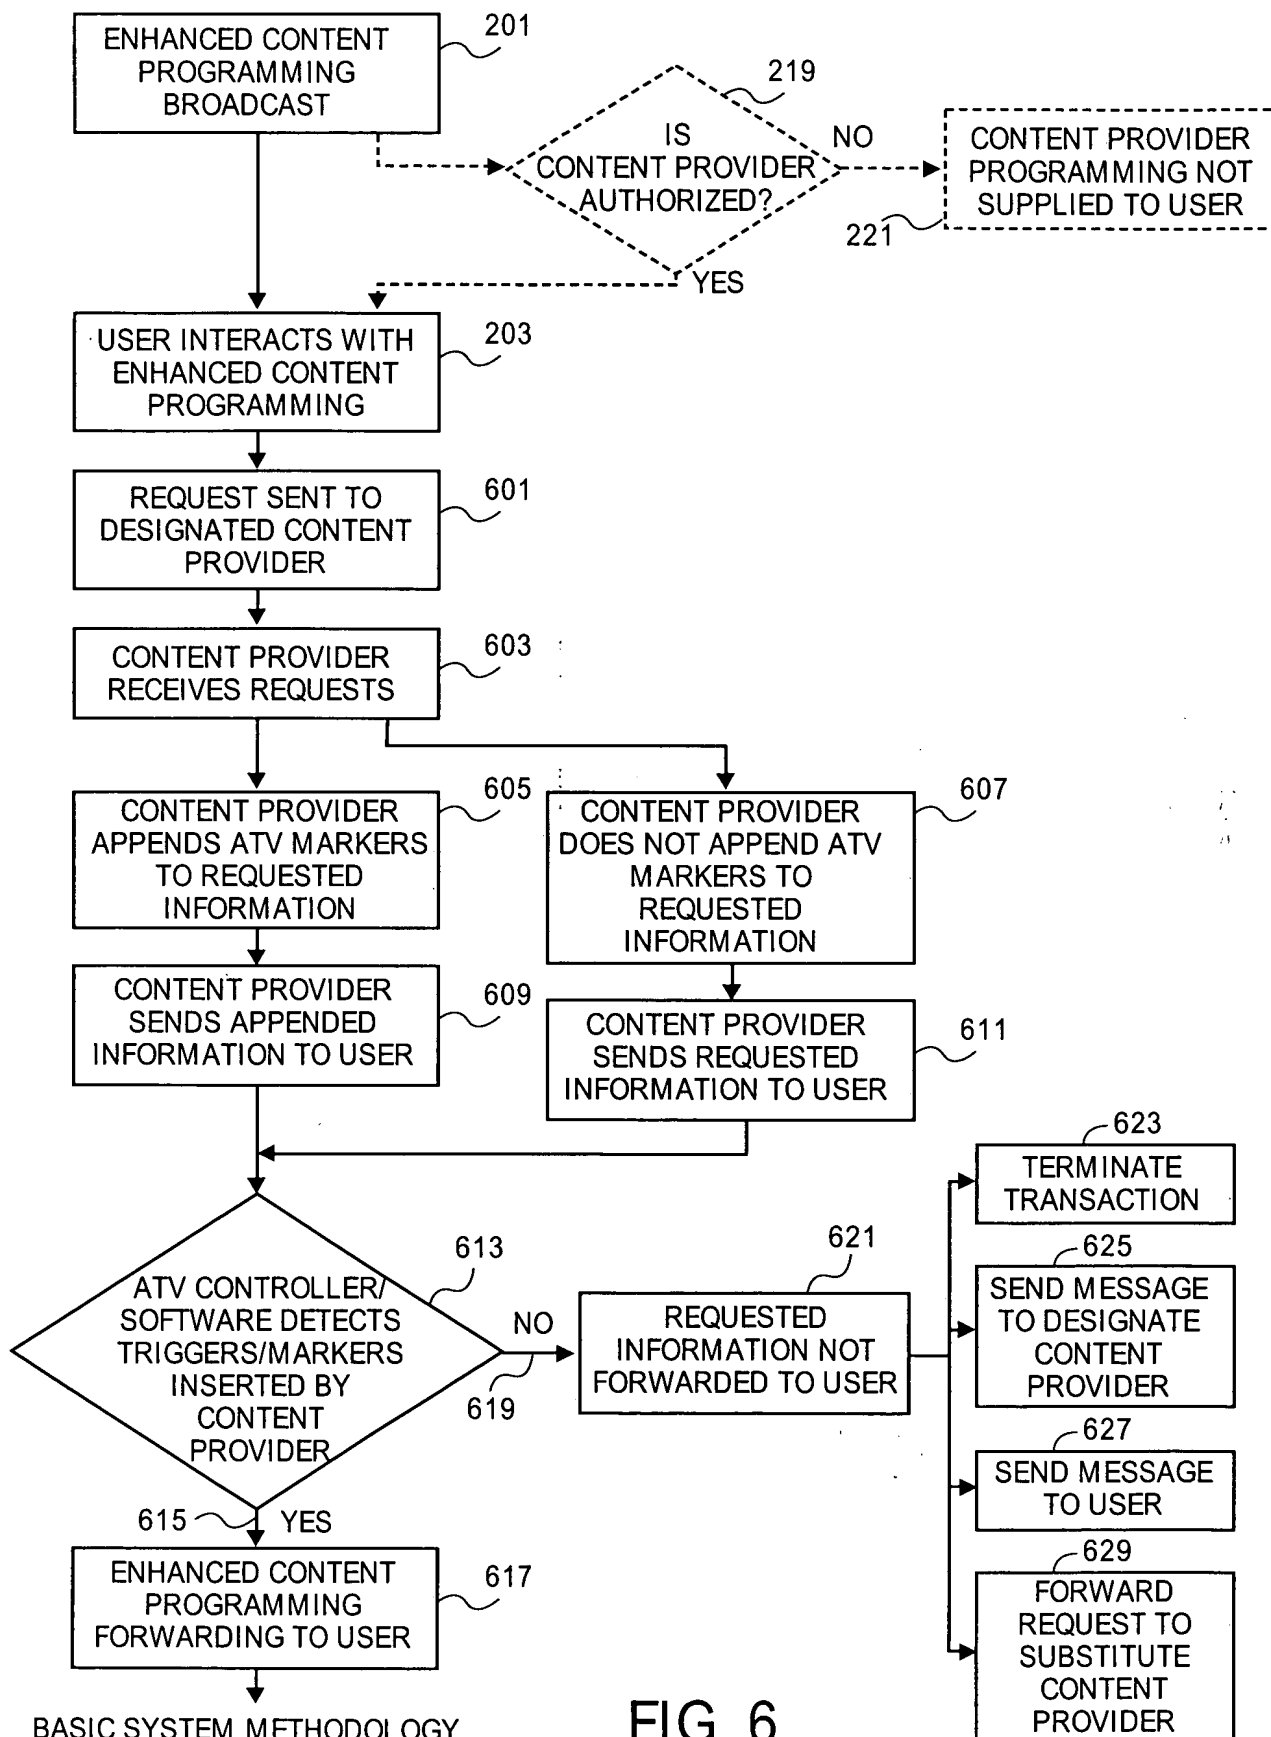 ENHANCED CONTENT
PROGRAMMING
BROADCAST
201
IS
CONTENT PROVIDER
AUTHORIZED?
219
NO
CONTENT PROVIDER
PROGRAMMING NOT
SUPPLIED TO USER
221
YES
USER INTERACTS WITH
ENHANCED CONTENT
PROGRAMMING
203
REQUEST SENT TO
DESIGNATED CONTENT
PROVIDER
601
CONTENT PROVIDER
RECEIVES REQUESTS
603
CONTENT PROVIDER
APPENDS ATV MARKERS
TO REQUESTED
INFORMATION
605
CONTENT PROVIDER
DOES NOT APPEND ATV
MARKERS TO
REQUESTED
INFORMATION
607
CONTENT PROVIDER
SENDS APPENDED
INFORMATION TO USER
609
CONTENT PROVIDER
SENDS REQUESTED
INFORMATION TO USER
611
ATV CONTROLLER/
SOFTWARE DETECTS
TRIGGERS/MARKERS
INSERTED BY
CONTENT
PROVIDER
613
NO
619
REQUESTED
INFORMATION NOT
FORWARDED TO USER
621
623
TERMINATE
TRANSACTION
625
SEND MESSAGE
TO DESIGNATE
CONTENT
PROVIDER
627
SEND MESSAGE
TO USER
629
FORWARD
REQUEST TO
SUBSTITUTE
CONTENT
PROVIDER
615
YES
ENHANCED CONTENT
PROGRAMMING
FORWARDING TO USER
617
BASIC SYSTEM METHODOLOGY
FIG. 6